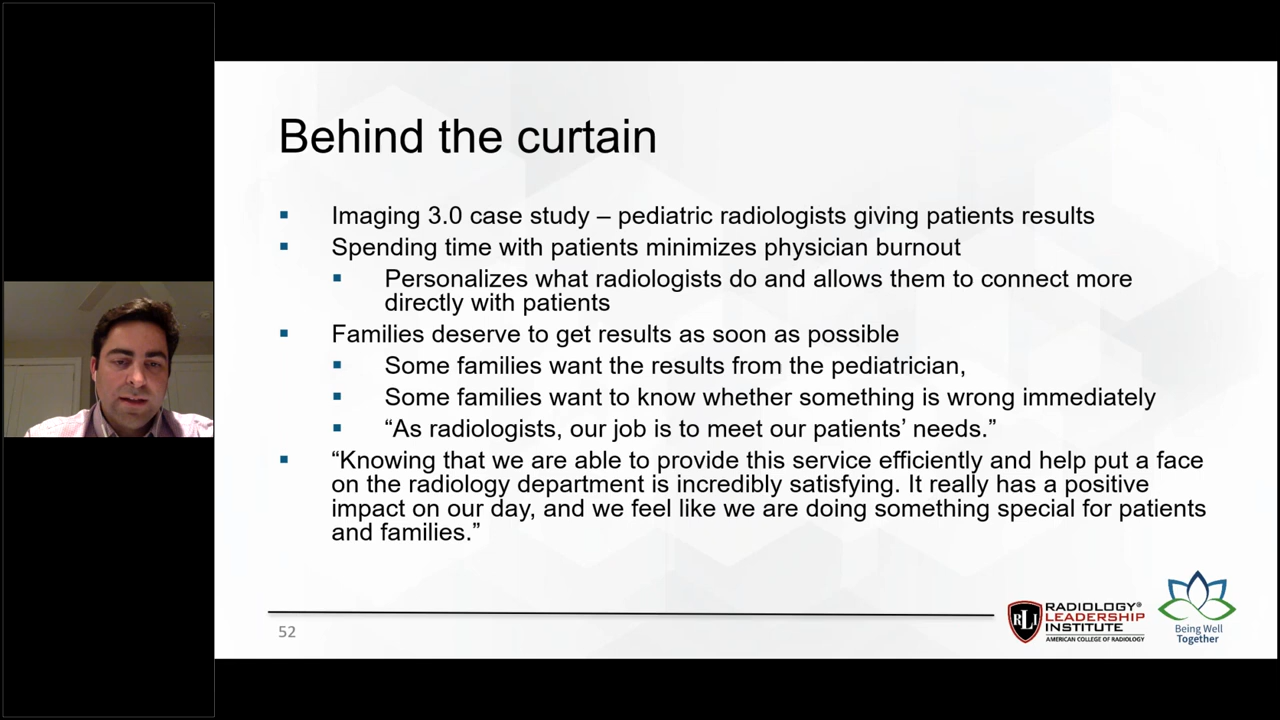 Behind the curtain
Imaging 3.0 case study – pediatric radiologists giving patients results
Spending time with patients minimizes physician burnout
Personalizes what radiologists do and allows them to connect more
directly with patients
Families deserve to get results as soon as possible
Some families want the results from the pediatrician,
Some families want to know whether something is wrong immediately
“As radiologists, our job is to meet our patients’ needs.”
“Knowing that we are able to provide this service efficiently and help put a face
on the radiology department is incredibly satisfying. It really has a positive
impact on our day, and we feel like we are doing something special for patients
and families.”
52
RLI
RADIOLOGY®
LEADERSHIP
INSTITUTE
AMERICAN COLLEGE OF RADIOLOGY
Being Well
Together